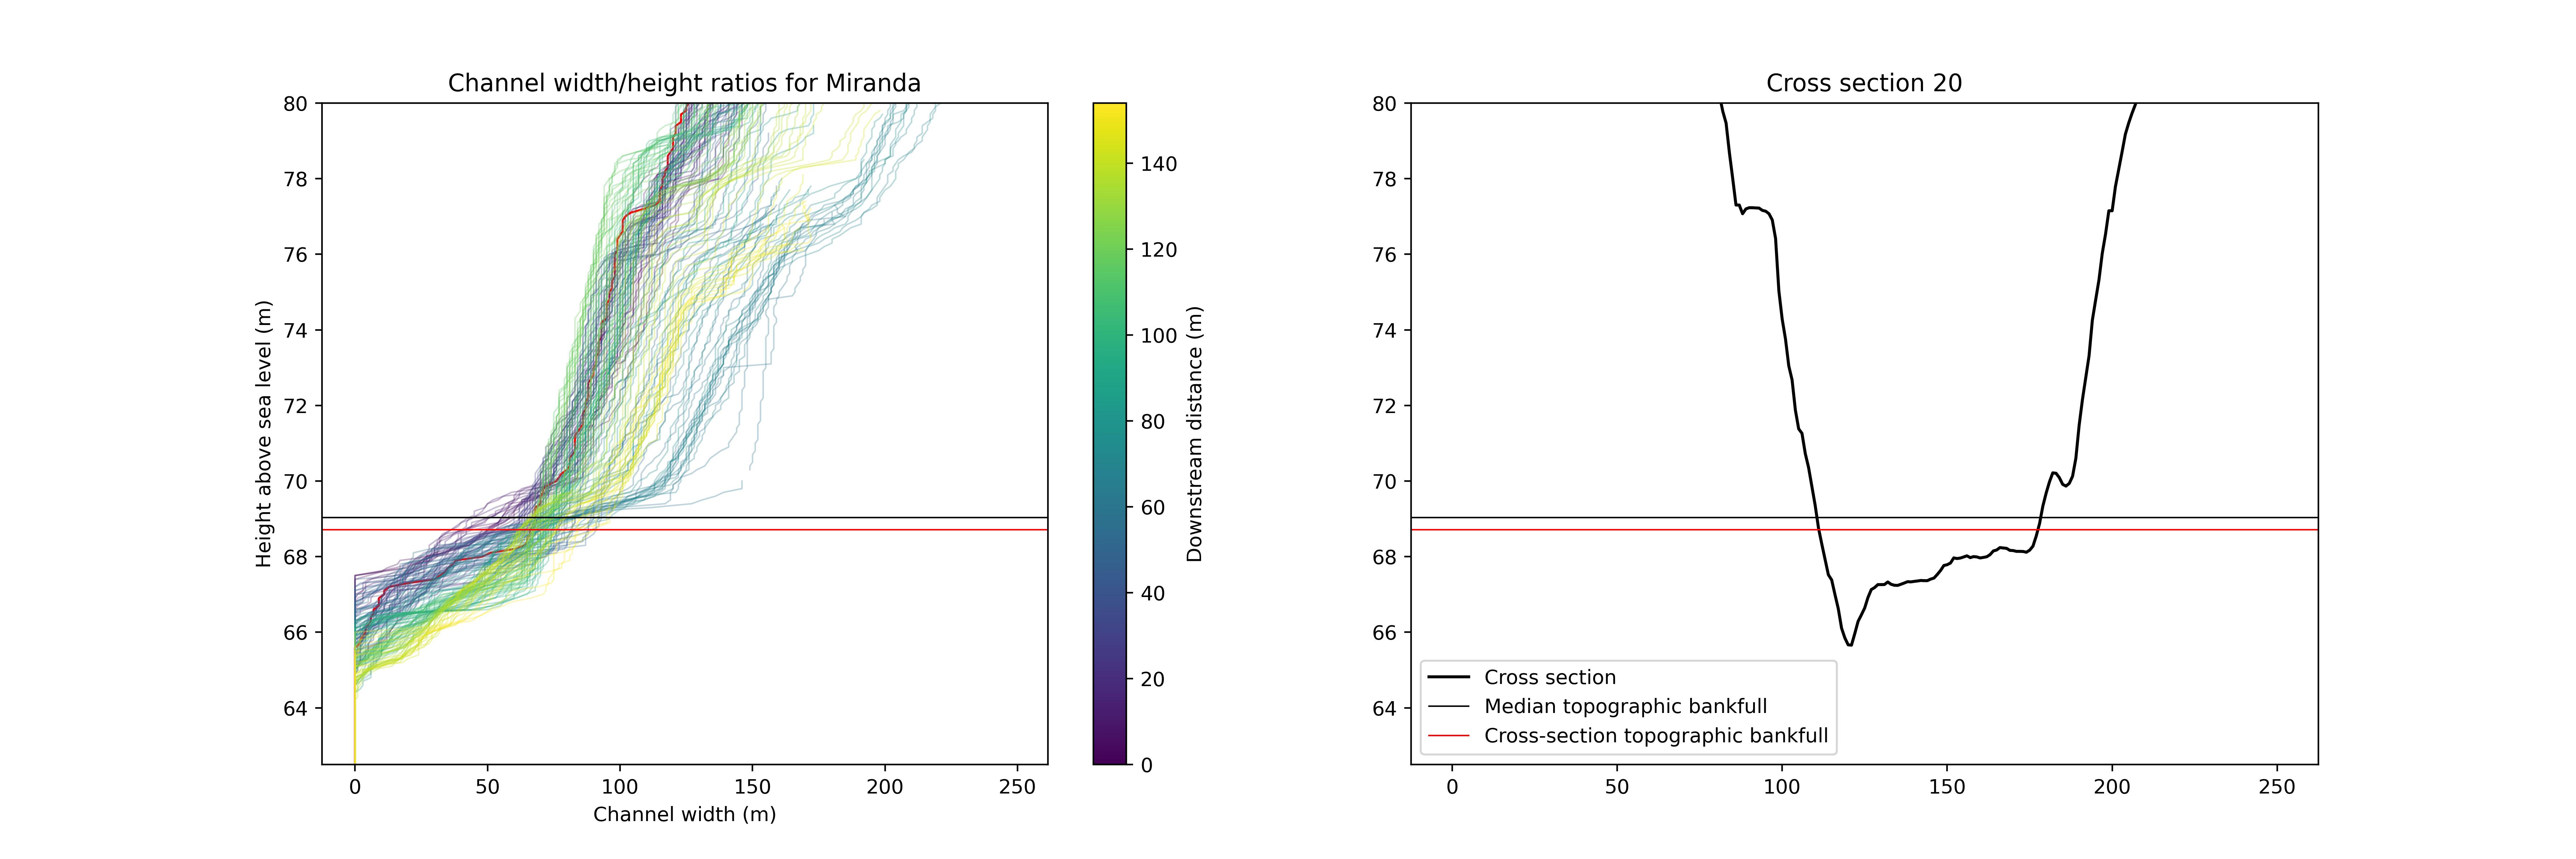 Channel width/height ratios for Miranda
80
78
76
74
72
70
68
66
64
Height above sea level (m)
0 50 100 150 200 250
Channel width (m)
140
120
100
80
60
40
20
0
Downstream distance (m)
Cross section 20
80
78
76
74
72
70
68
66
64
Cross section
Median topographic bankfull
Cross-section topographic bankfull
0 50 100 150 200 250